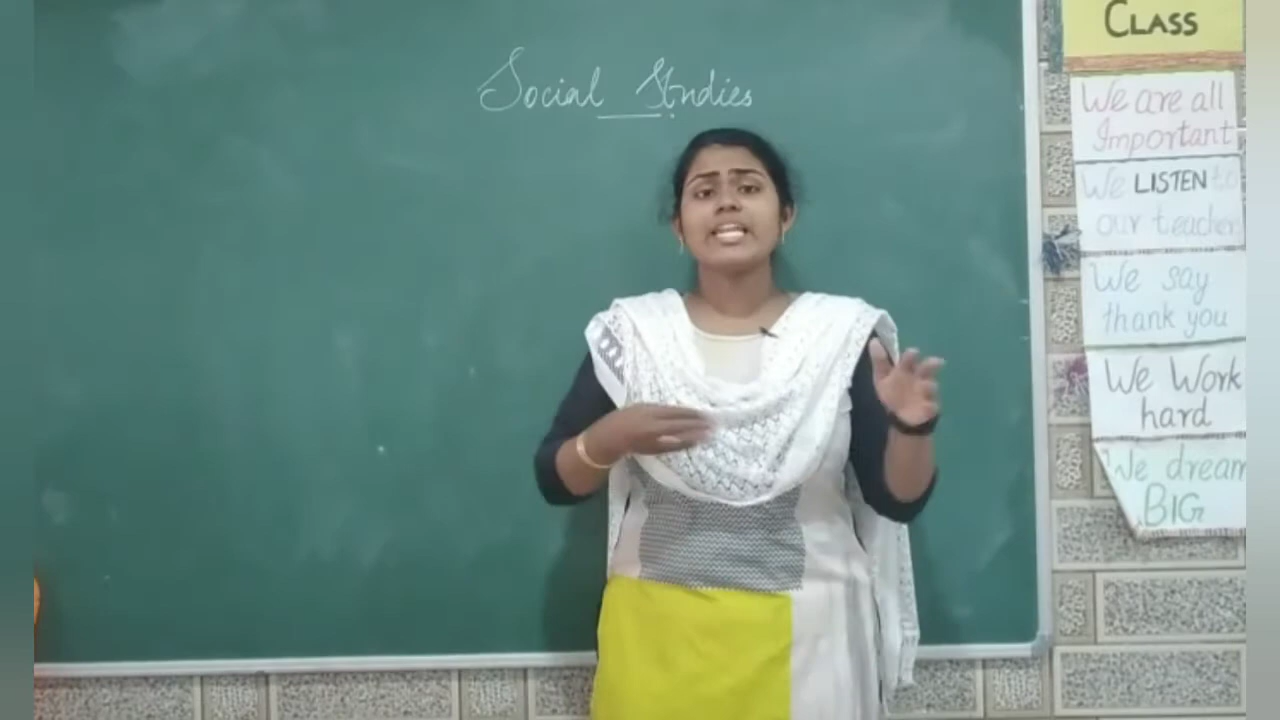 Social Studies
CLASS
We are all
Important
We LISTEN to
our teacher
We say
thank you
We Work
hard
We dream
BIG